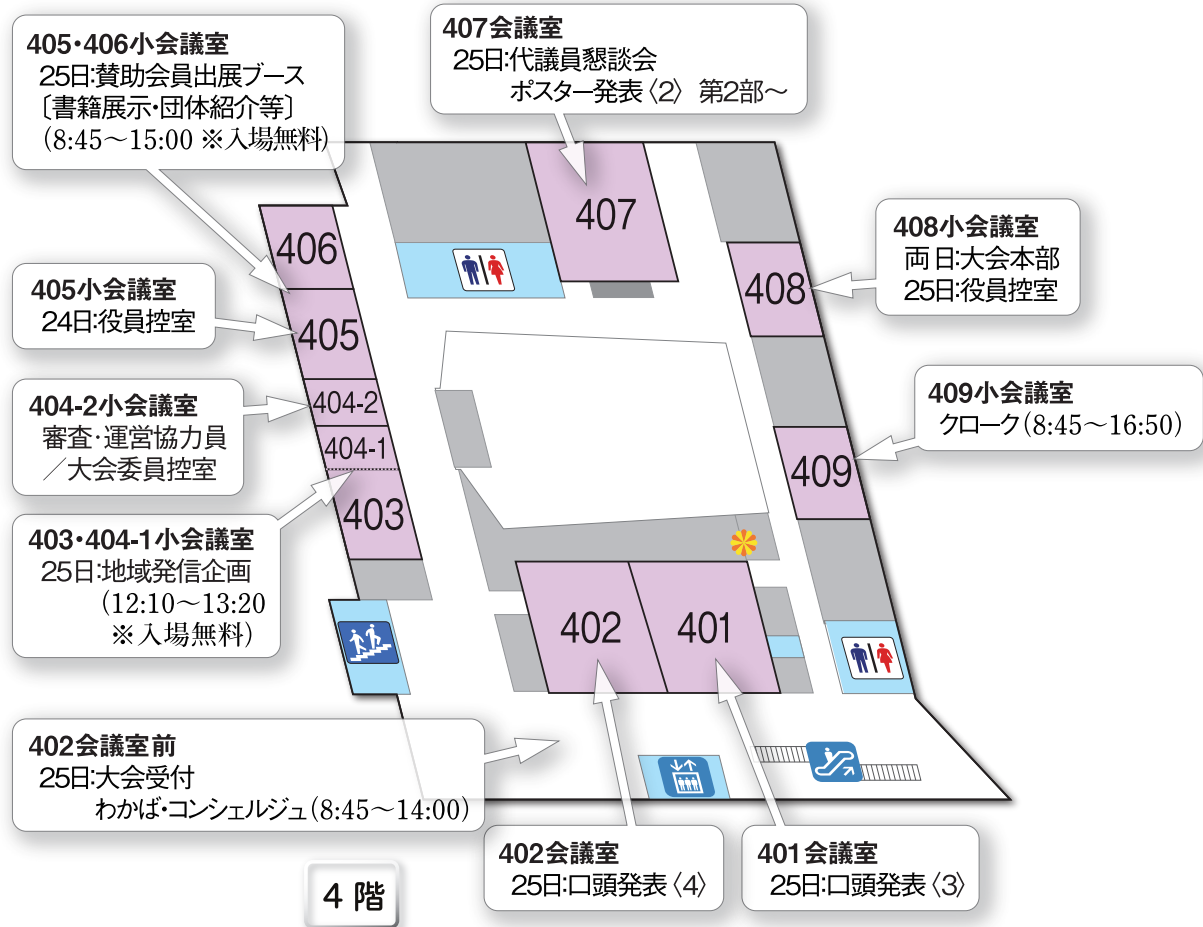 405・406小会議室
25日:賛助会員出展ブース
〔書籍展示・団体紹介等〕
(8:45〜15:00 ※入場無料)
407会議室
25日:代議員懇談会
ポスター発表〈2〉 第2部〜
408小会議室
両日:大会本部
25日:役員控室
405小会議室
24日:役員控室
409小会議室
クローク(8:45〜16:50)
404-2小会議室
審査・運営協力員
／大会委員控室
403・404-1小会議室
25日:地域発信企画
(12:10〜13:20
※入場無料)
402会議室前
25日:大会受付
わかば・コンシェルジュ(8:45〜14:00)
402会議室
25日:口頭発表〈4〉
401会議室
25日:口頭発表〈3〉
406
405
404-2
404-1
403
407
408
409
402
401
4階